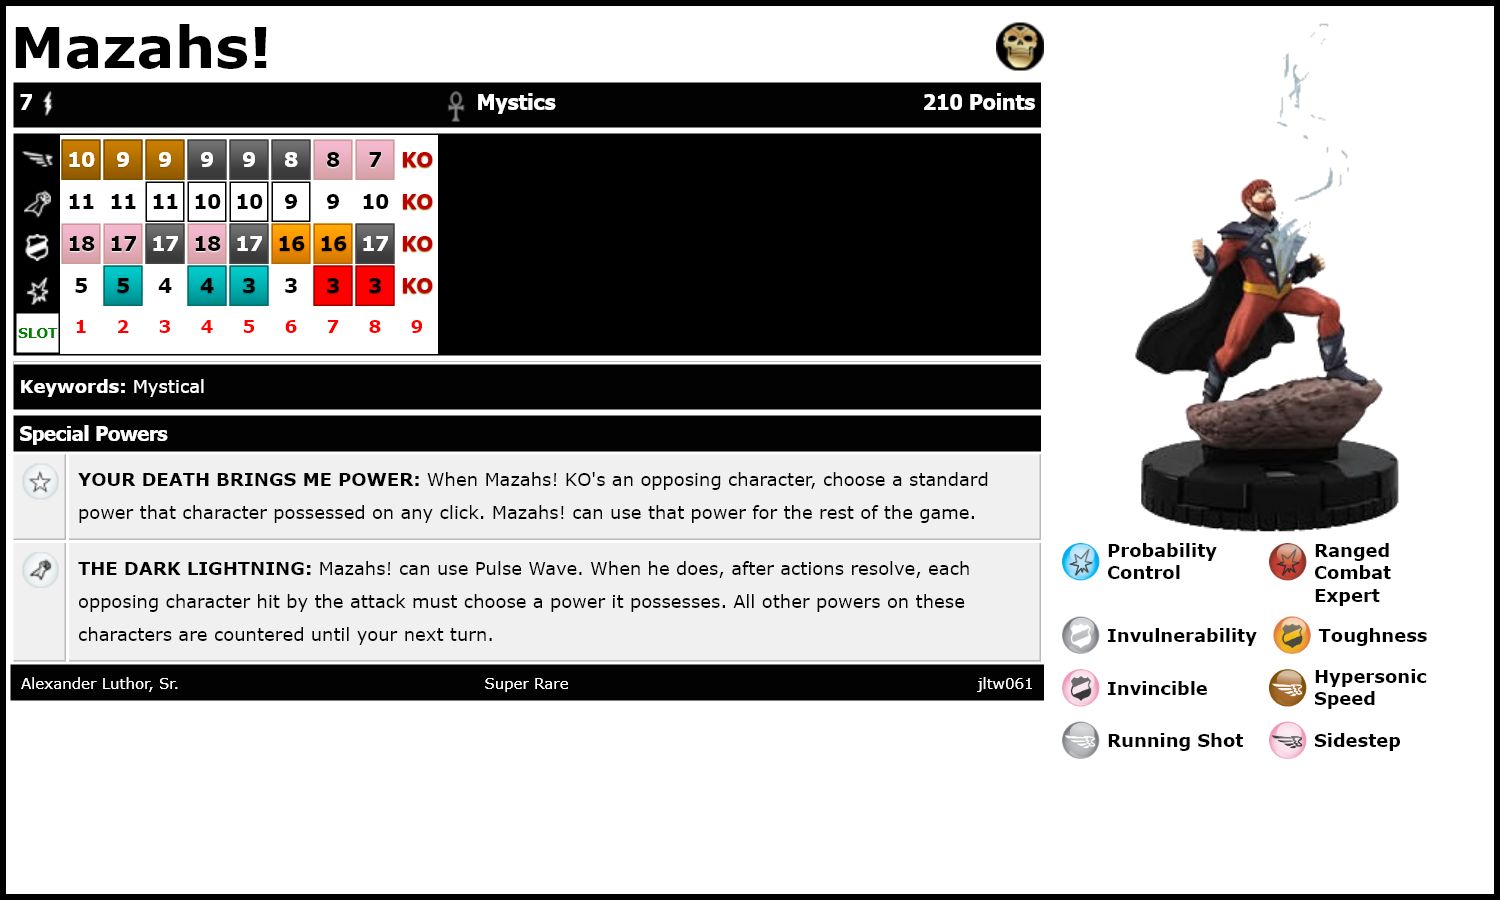 Mazahs!
7 Mystics 210 Points
10 9 9 9 9 8 8 7 KO
11 11 11 10 10 9 9 10 KO
18 17 17 18 17 16 16 17 KO
5 5 4 4 3 3 3 3 KO
SLOT 1 2 3 4 5 6 7 8 9
Keywords: Mystical
Special Powers
YOUR DEATH BRINGS ME POWER: When Mazahs! KO's an opposing character, choose a standard
power that character possessed on any click. Mazahs! can use that power for the rest of the game.
THE DARK LIGHTNING: Mazahs! can use Pulse Wave. When he does, after actions resolve, each
opposing character hit by the attack must choose a power it possesses. All other powers on these
characters are countered until your next turn.
Alexander Luthor, Sr. Super Rare jltw061
Probability
Control
Ranged
Combat
Expert
Invulnerability
Toughness
Invincible
Hypersonic
Speed
Running Shot
Sidestep